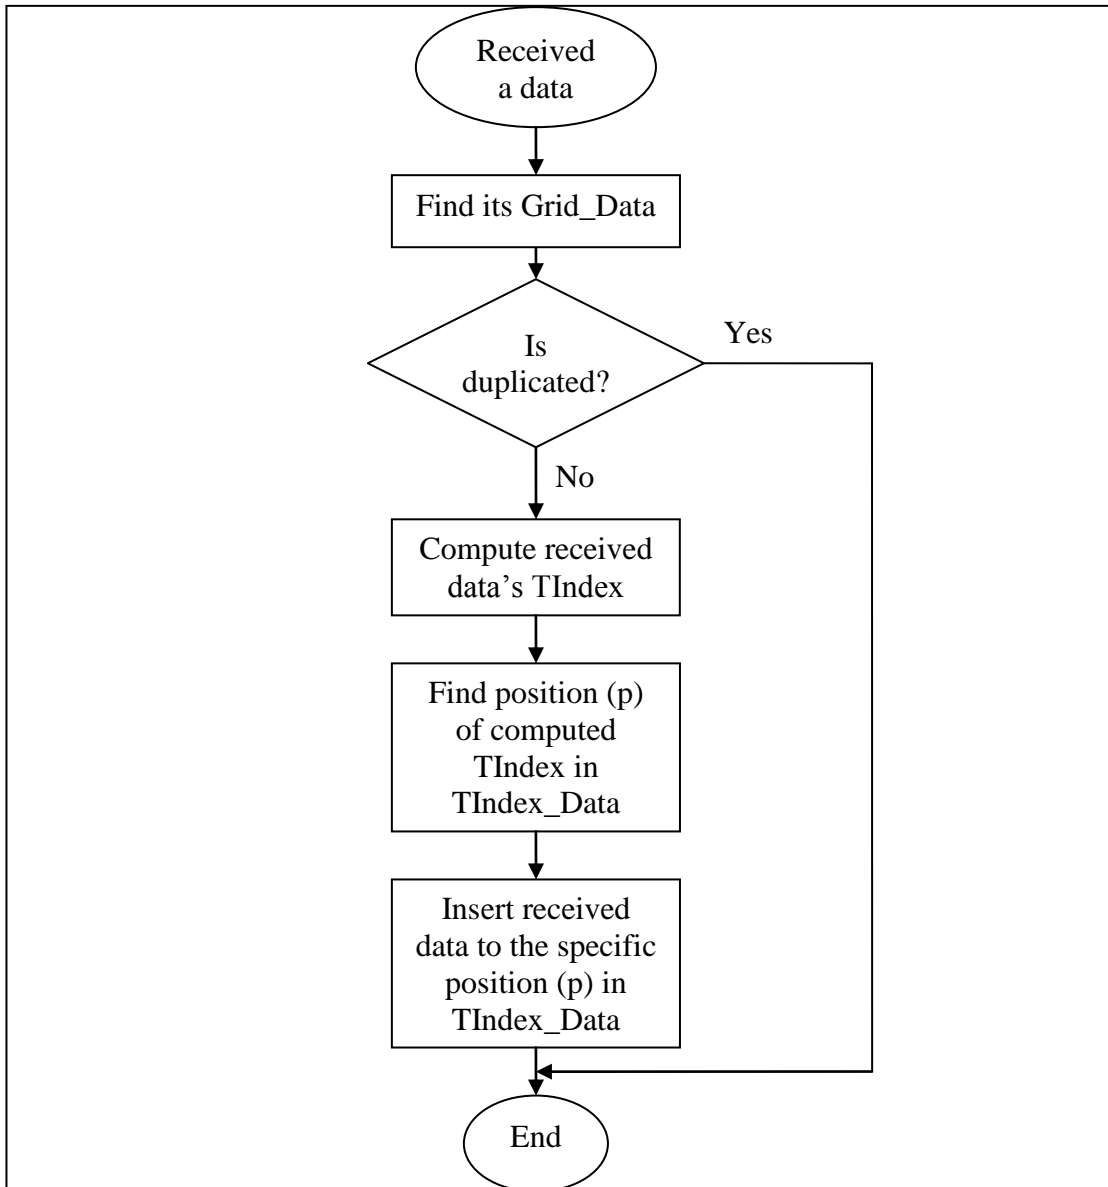 Received
a data
Find its Grid_Data
Is
duplicated?
Yes
No
Compute received
data’s TIndex
Find position (p)
of computed
TIndex in
TIndex_Data
Insert received
data to the specific
position (p) in
TIndex_Data
End